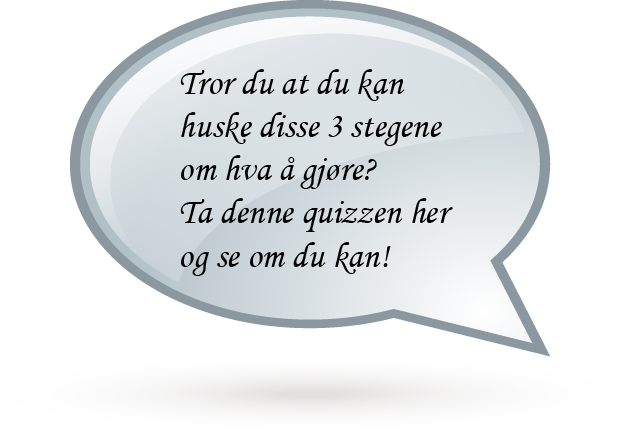 Tror du at du kan
huske disse 3 stegene
om hva å gjøre?
Ta denne quizzen her
og se om du kan!